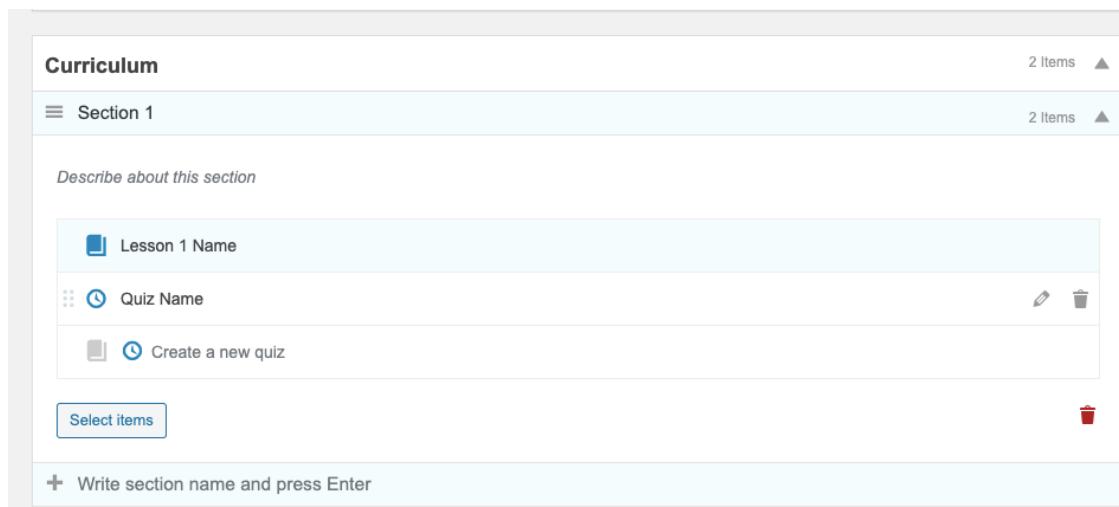 Curriculum 2 Items
Section 1 2 Items
Describe about this section
Lesson 1 Name
Quiz Name
Create a new quiz
Select items
Write section name and press Enter